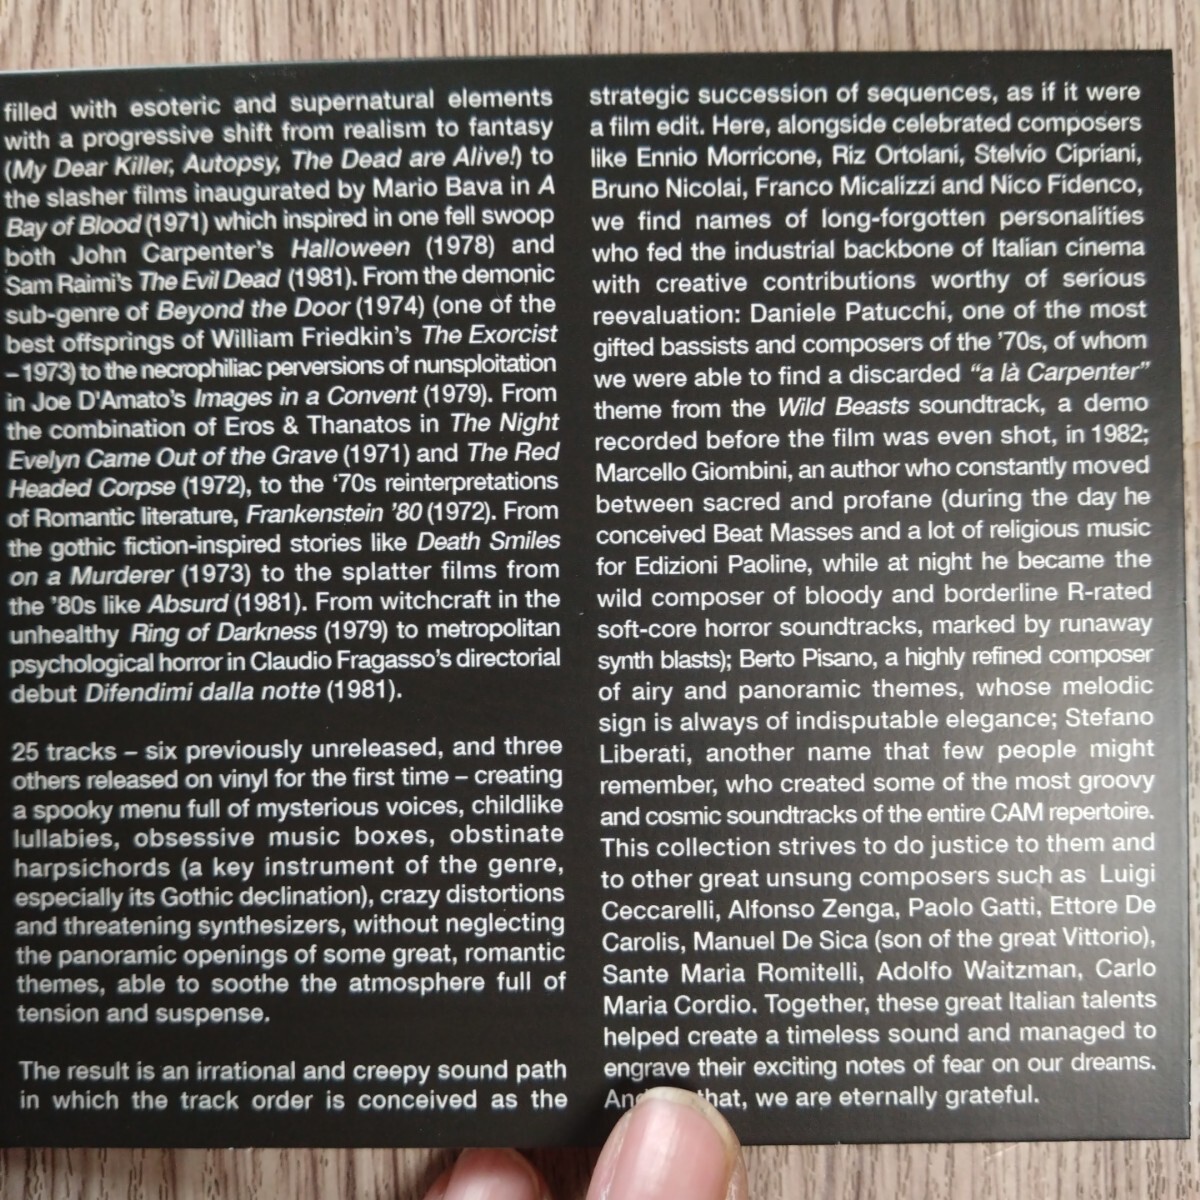 filled with esoteric and supernatural elements
with a progressive shift from realism to fantasy
(My Dear Killer, Autopsy, The Dead are Alive!) to
the slasher films inaugurated by Mario Bava in A
Bay of Blood (1971) which inspired in one fell swoop
both John Carpenter’s Halloween (1978) and
Sam Raimi’s The Evil Dead (1981). From the demonic
sub-genre of Beyond the Door (1974) (one of the
best offsprings of William Friedkin’s The Exorcist
– 1973) to the necrophiliac perversions of nunsploitation
in Joe D'Amato’s Images in a Convent (1979). From
the combination of Eros & Thanatos in The Night
Evelyn Came Out of the Grave (1971) and The Red
Headed Corpse (1972), to the ‘70s reinterpretations
of Romantic literature, Frankenstein ’80 (1972). From
the gothic fiction-inspired stories like Death Smiles
on a Murderer (1973) to the splatter films from
the ’80s like Absurd (1981). From witchcraft in the
unhealthy Ring of Darkness (1979) to metropolitan
psychological horror in Claudio Fragasso’s directorial
debut Difendimi dalla notte (1981).
25 tracks – six previously unreleased, and three
others released on vinyl for the first time – creating
a spooky menu full of mysterious voices, childlike
lullabies, obsessive music boxes, obstinate
harpsichords (a key instrument of the genre,
especially its Gothic declination), crazy distortions
and threatening synthesizers, without neglecting
the panoramic openings of some great, romantic
themes, able to soothe the atmosphere full of
tension and suspense.
The result is an irrational and creepy sound path
in which the track order is conceived as the
strategic succession of sequences, as if it were
a film edit. Here, alongside celebrated composers
like Ennio Morricone, Riz Ortolani, Stelvio Cipriani,
Bruno Nicolai, Franco Micalizzi and Nico Fidenco,
we find names of long-forgotten personalities
who fed the industrial backbone of Italian cinema
with creative contributions worthy of serious
reevaluation: Daniele Patucchi, one of the most
gifted bassists and composers of the ’70s, of whom
we were able to find a discarded “a là Carpenter”
theme from the Wild Beasts soundtrack, a demo
recorded before the film was even shot, in 1982;
Marcello Giombini, an author who constantly moved
between sacred and profane (during the day he
conceived Beat Masses and a lot of religious music
for Edizioni Paoline, while at night he became the
wild composer of bloody and borderline R-rated
soft-core horror soundtracks, marked by runaway
synth blasts); Berto Pisano, a highly refined composer
of airy and panoramic themes, whose melodic
sign is always of indisputable elegance; Stefano
Liberati, another name that few people might
remember, who created some of the most groovy
and cosmic soundtracks of the entire CAM repertoire.
This collection strives to do justice to them and
to other great unsung composers such as Luigi
Ceccarelli, Alfonso Zenga, Paolo Gatti, Ettore De
Carolis, Manuel De Sica (son of the great Vittorio),
Sante Maria Romitelli, Adolfo Waitzman, Carlo
Maria Cordio. Together, these great Italian talents
helped create a timeless sound and managed to
engrave their exciting notes of fear on our dreams.
that, we are eternally grateful.